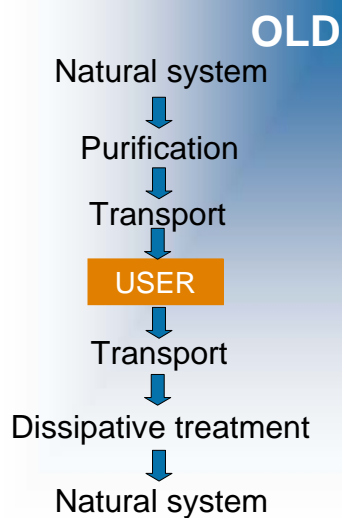 OLD
Natural system
Purification
Transport
USER
Transport
Dissipative treatment
Natural system